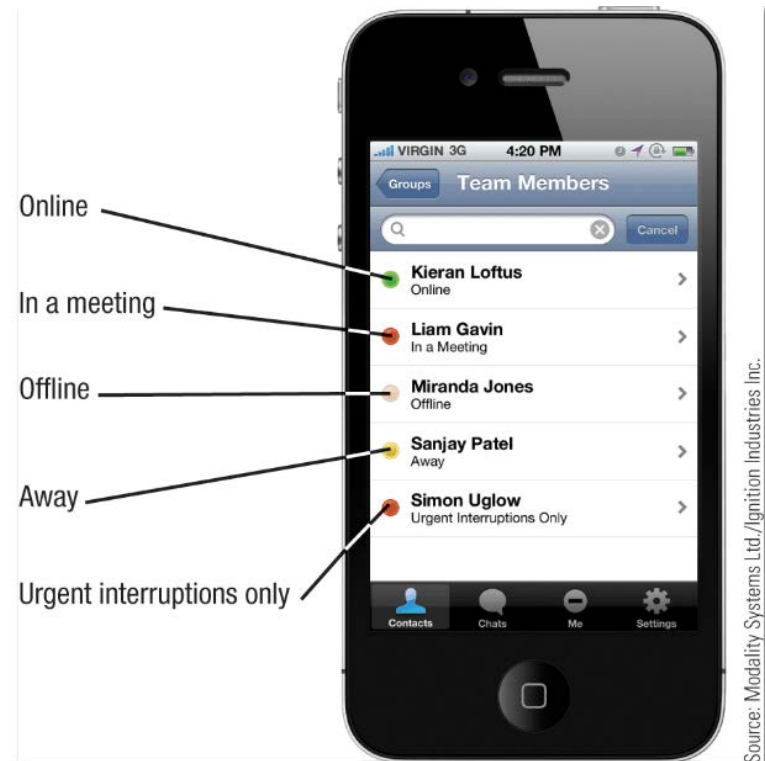 VIRGIN 3G 4:20 PM
Groups Team Members
Cancel
Online
Kieran Loftus
Online
In a meeting
Liam Gavin
In a Meeting
Offline
Miranda Jones
Offline
Away
Sanjay Patel
Away
Urgent interruptions only
Simon Uglow
Urgent Interruptions Only
Contacts Chats Me Settings
Source: Modality Systems Ltd./Ignition Industries Inc.